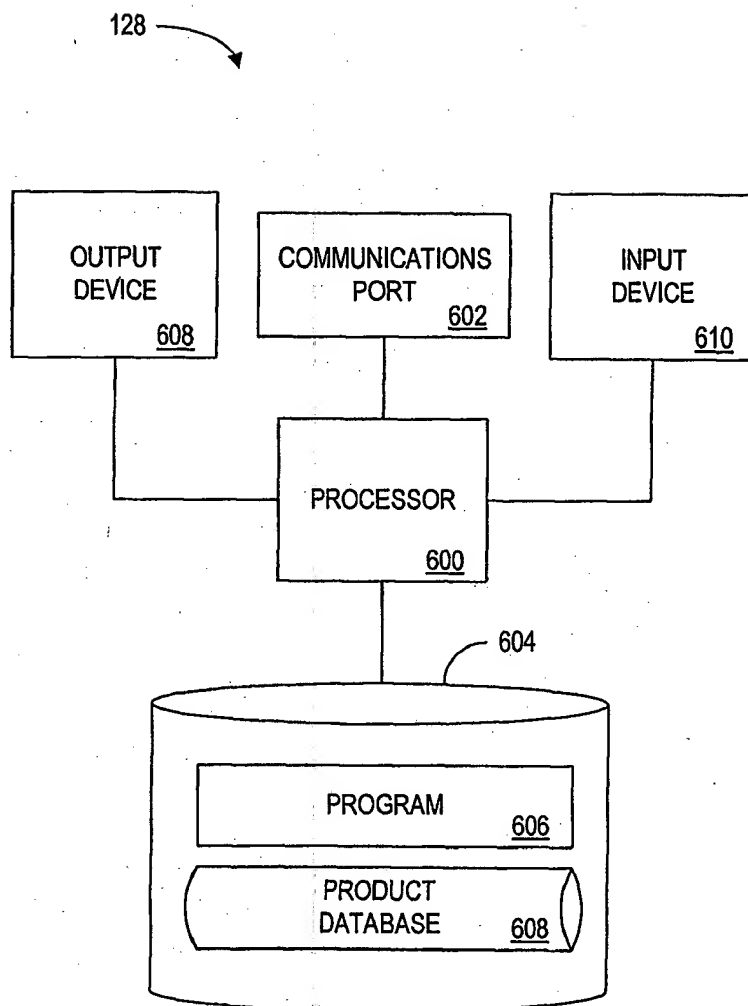 128
OUTPUT
DEVICE
608
COMMUNICATIONS
PORT
602
INPUT
DEVICE
610
PROCESSOR
600
604
PROGRAM
606
PRODUCT
DATABASE
608